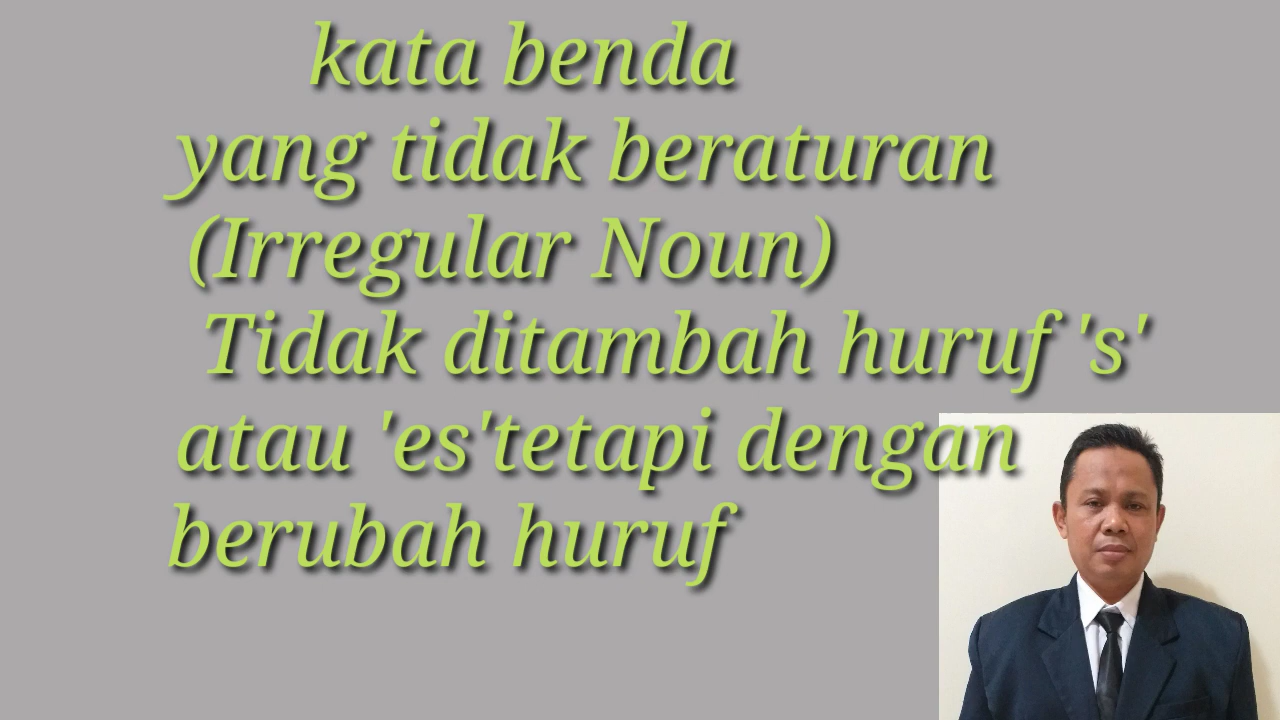 kata benda
yang tidak beraturan
(Irregular Noun)
Tidak ditambah huruf 's'
atau 'es'tetapi dengan
berubah huruf